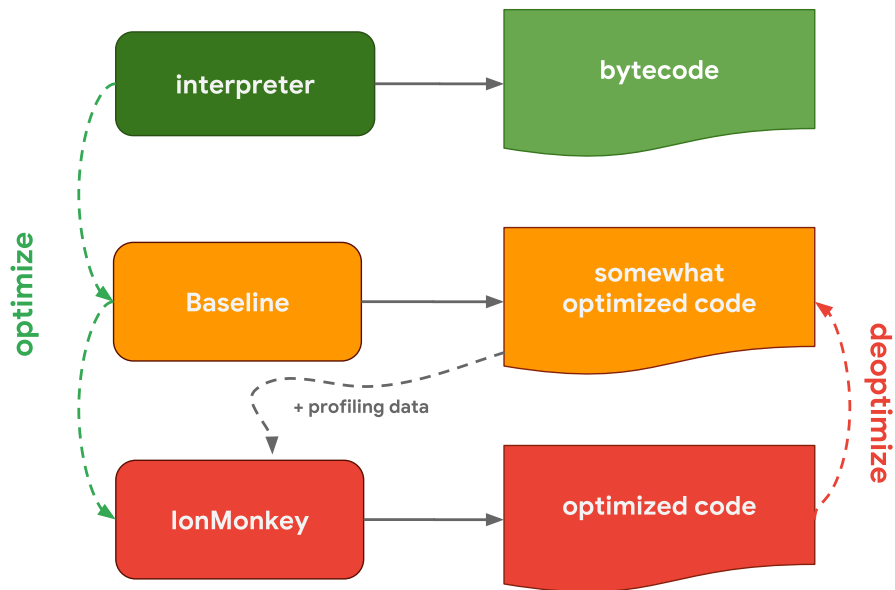 interpreter
bytecode
optimize
Baseline
somewhat
optimized code
deoptimize
+ profiling data
IonMonkey
optimized code